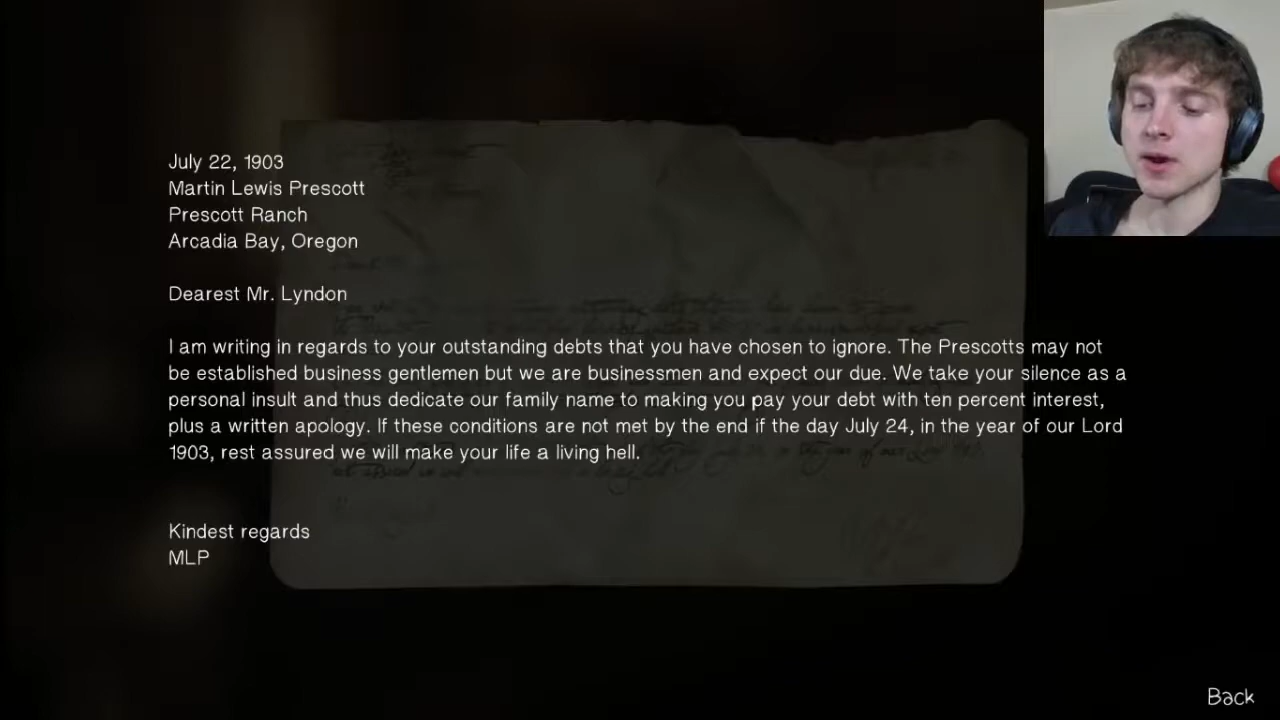 July 22, 1903
Martin Lewis Prescott
Prescott Ranch
Arcadia Bay, Oregon
Dearest Mr. Lyndon
I am writing in regards to your outstanding debts that you have chosen to ignore. The Prescotts may not
be established business gentlemen but we are businessmen and expect our due. We take your silence as a
personal insult and thus dedicate our family name to making you pay your debt with ten percent interest,
plus a written apology. If these conditions are not met by the end if the day July 24, in the year of our Lord
1903, rest assured we will make your life a living hell.
Kindest regards
MLP
Back